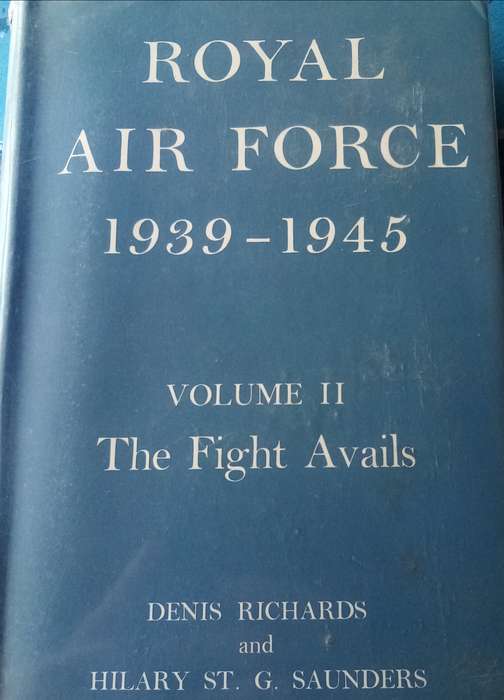 ROYAL
AIR FORCE
1939-1945
VOLUME II
The Fight Avails
DENIS RICHARDS
and
HILARY ST. G. SAUNDERS